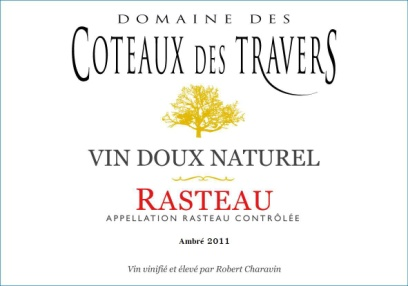 DOMAINE DES
COTEAUX DES TRAVERS
VIN DOUX NATUREL
RASTEAU
APPELLATION RASTEAU CONTRÔLÉE
Ambré 2011
Vin vinifié et élevé par Robert Charavin